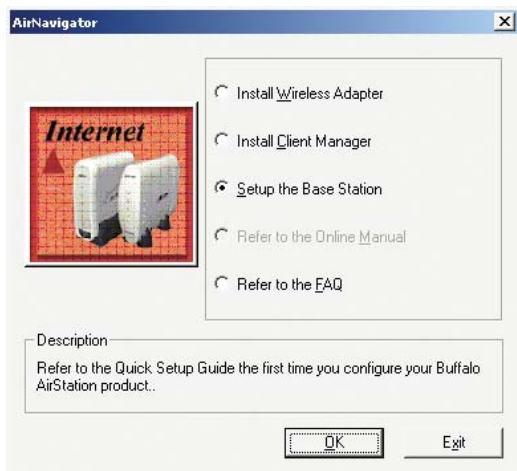 AirNavigator
Internet
Install Wireless Adapter
Install Client Manager
Setup the Base Station
Refer to the Online Manual
Refer to the FAQ
Description
Refer to the Quick Setup Guide the first time you configure your Buffalo
AirStation product..
OK
Exit